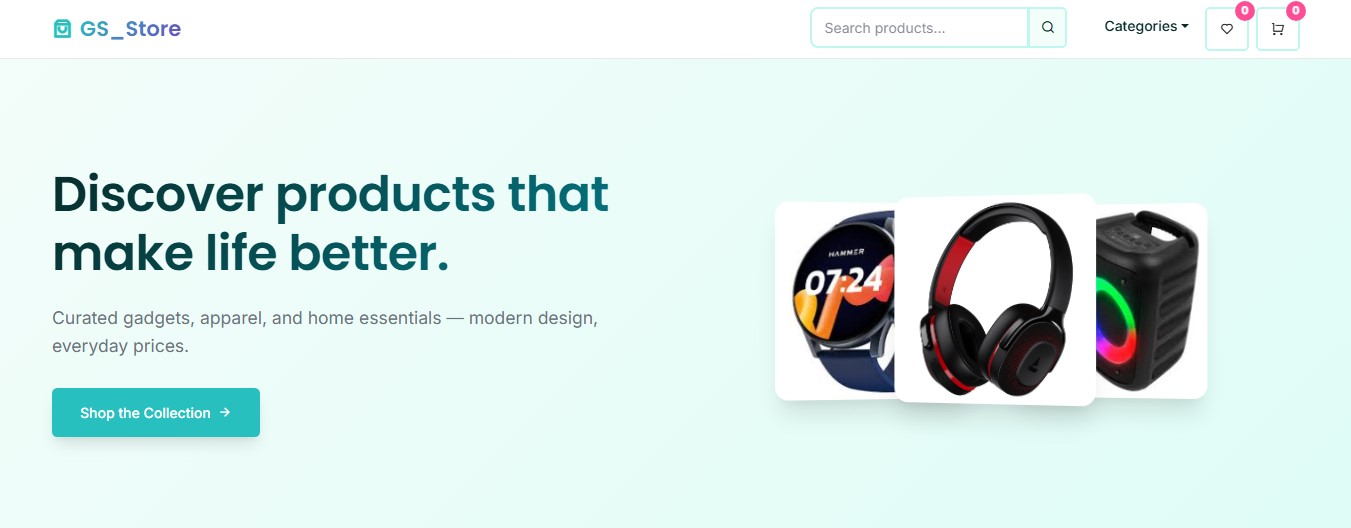 GS_Store
Search products...
Categories
0
0
Discover products that
make life better.
Curated gadgets, apparel, and home essentials — modern design,
everyday prices.
Shop the Collection →
HAMMER
07:24